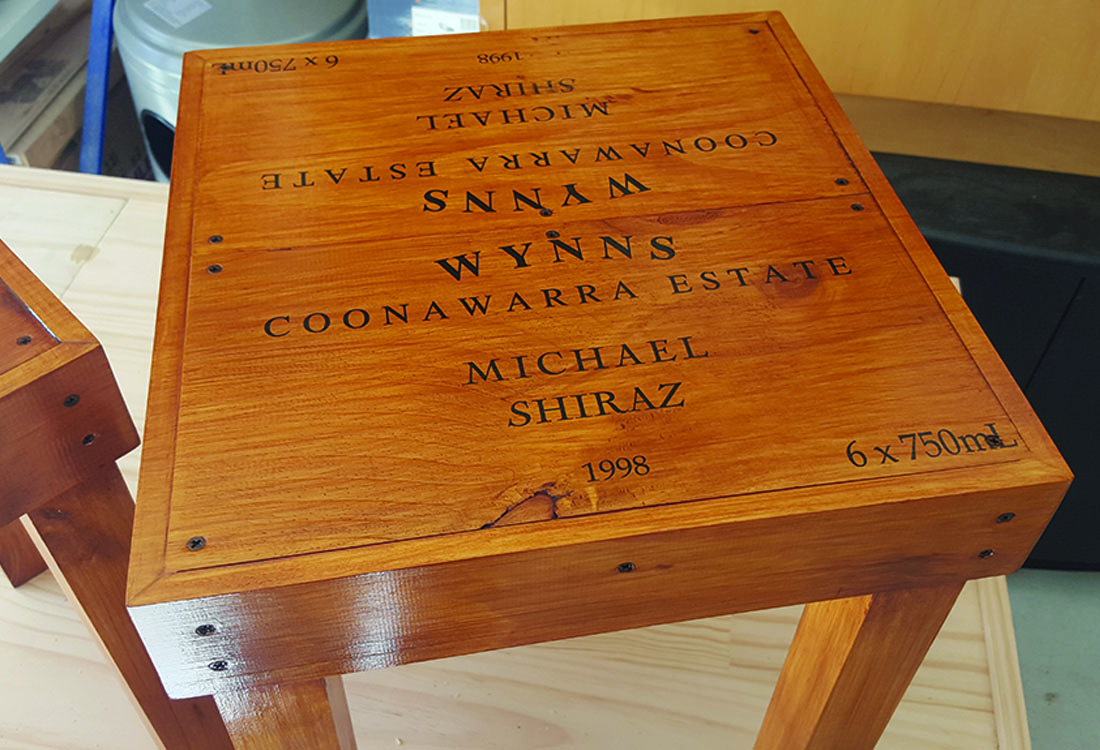 6 x 750mL
1998
SHIRAZ
MICHAEL
COONAWARRA ESTATE
WYNNS
WYNNS
COONAWARRA ESTATE
MICHAEL
SHIRAZ
1998
6 x 750mL